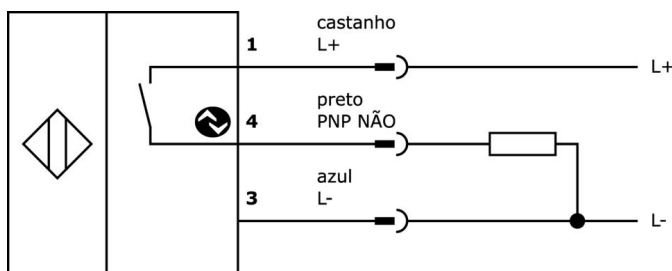 castanho
1 L+
L+
preto
4 PNP NÃO
azul
3 L-
L-